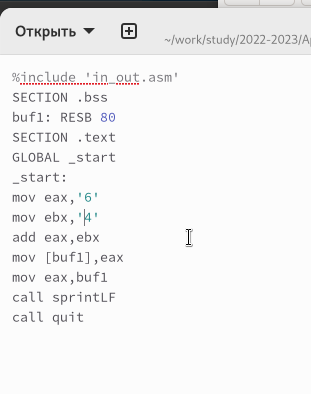 Открыть
~/work/study/2022-2023/А
%include 'in_out.asm'
SECTION .bss
buf1: RESB 80
SECTION .text
GLOBAL _start
_start:
mov eax,'6'
mov ebx,'4'
add eax,ebx
mov [buf1],eax
mov eax,buf1
call sprintLF
call quit